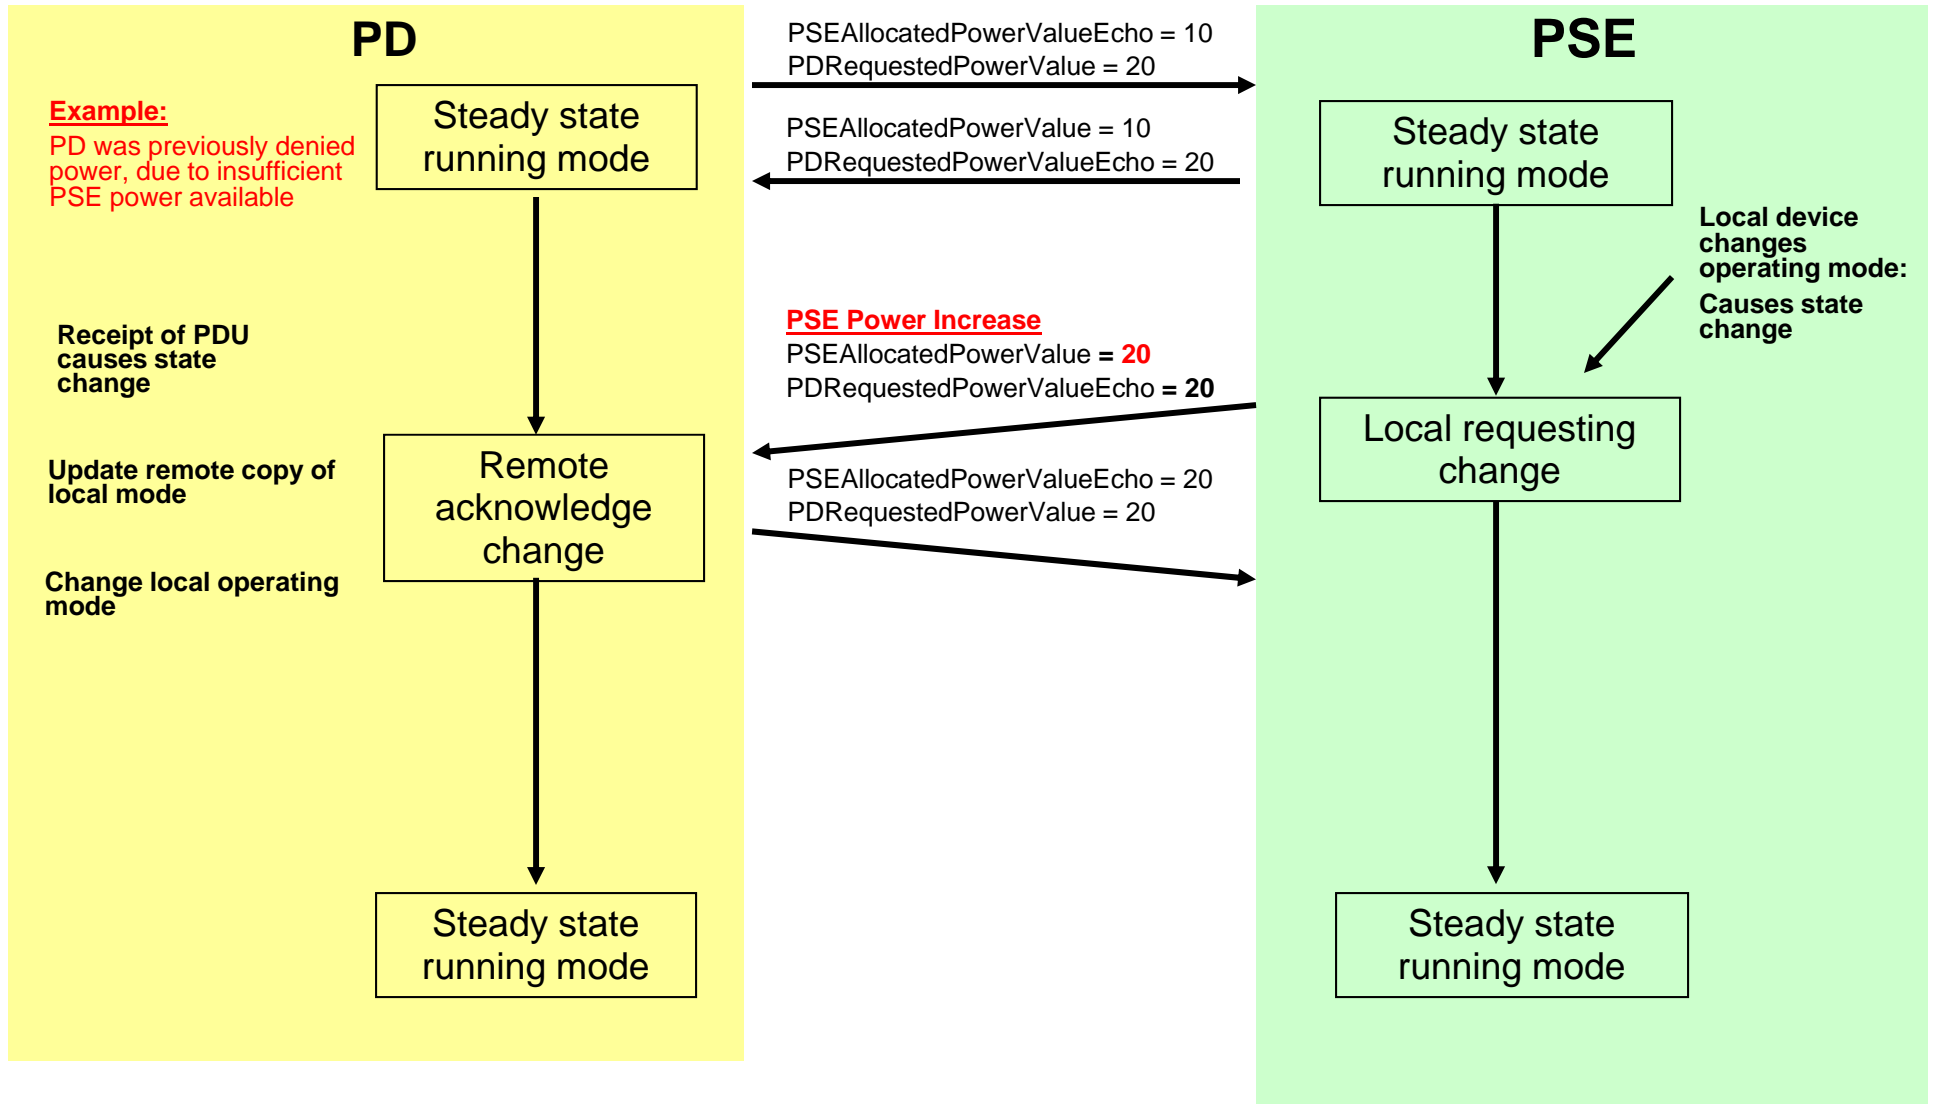 PD
Example:
PD was previously denied
power, due to insufficient
PSE power available
Steady state
running mode
Receipt of PDU
causes state
change
Update remote copy of
local mode
Remote
acknowledge
change
Change local operating
mode
Steady state
running mode
PSEAllocatedPowerValueEcho = 10
PDRequestedPowerValue = 20
PSEAllocatedPowerValue = 10
PDRequestedPowerValueEcho = 20
PSE Power Increase
PSEAllocatedPowerValue = 20
PDRequestedPowerValueEcho = 20
PSEAllocatedPowerValueEcho = 20
PDRequestedPowerValue = 20
PSE
Steady state
running mode
Local device
changes
operating mode:
Causes state
change
Local requesting
change
Steady state
running mode